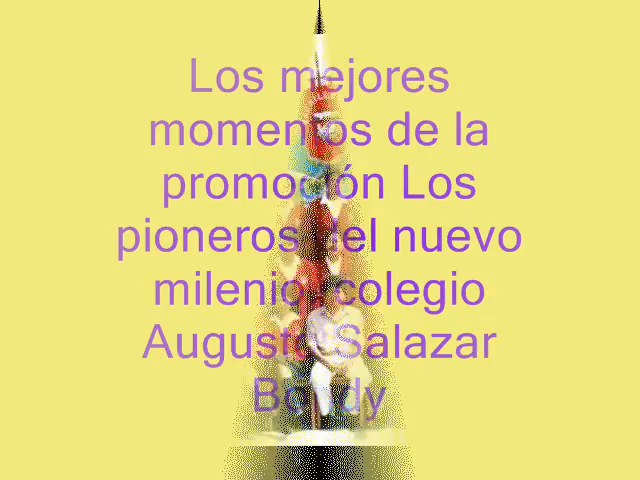 Los mejores
momentos de la
promoción Los
pioneros del nuevo
milenio, colegio
Augusto Salazar
Bondy